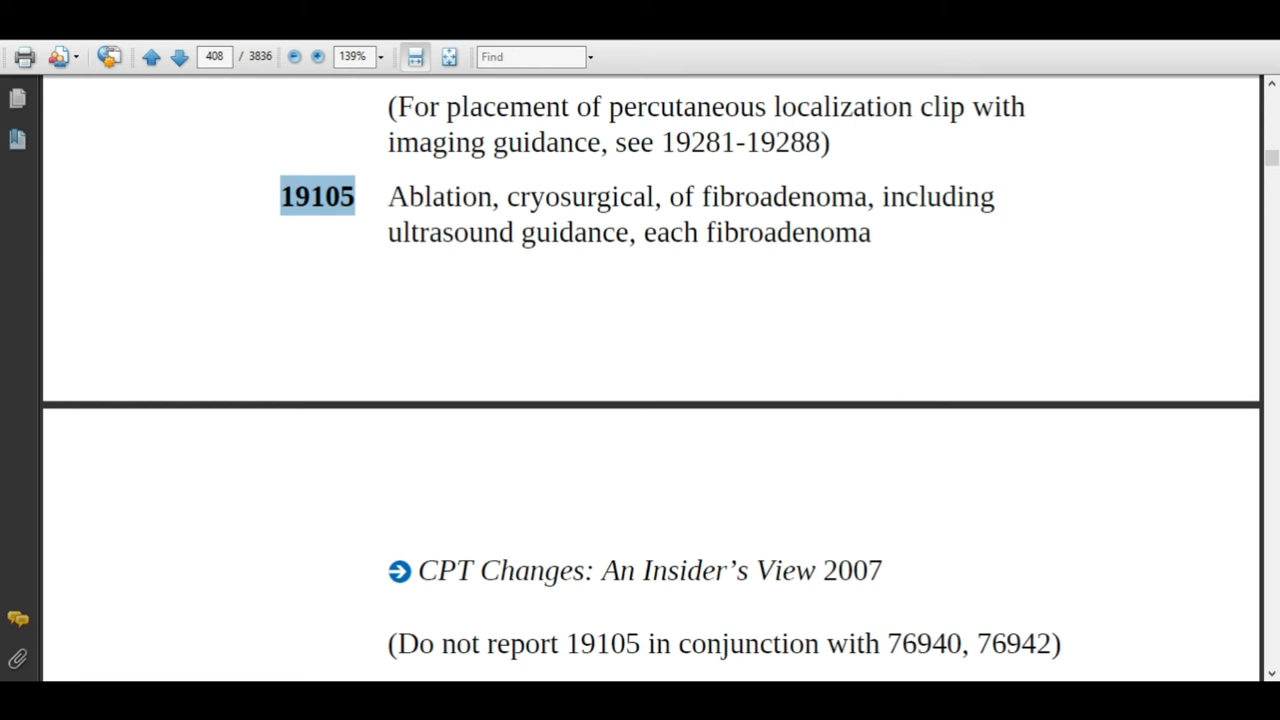 408 / 3836 139% Find
(For placement of percutaneous localization clip with
imaging guidance, see 19281-19288)
19105 Ablation, cryosurgical, of fibroadenoma, including
ultrasound guidance, each fibroadenoma
CPT Changes: An Insider’s View 2007
(Do not report 19105 in conjunction with 76940, 76942)